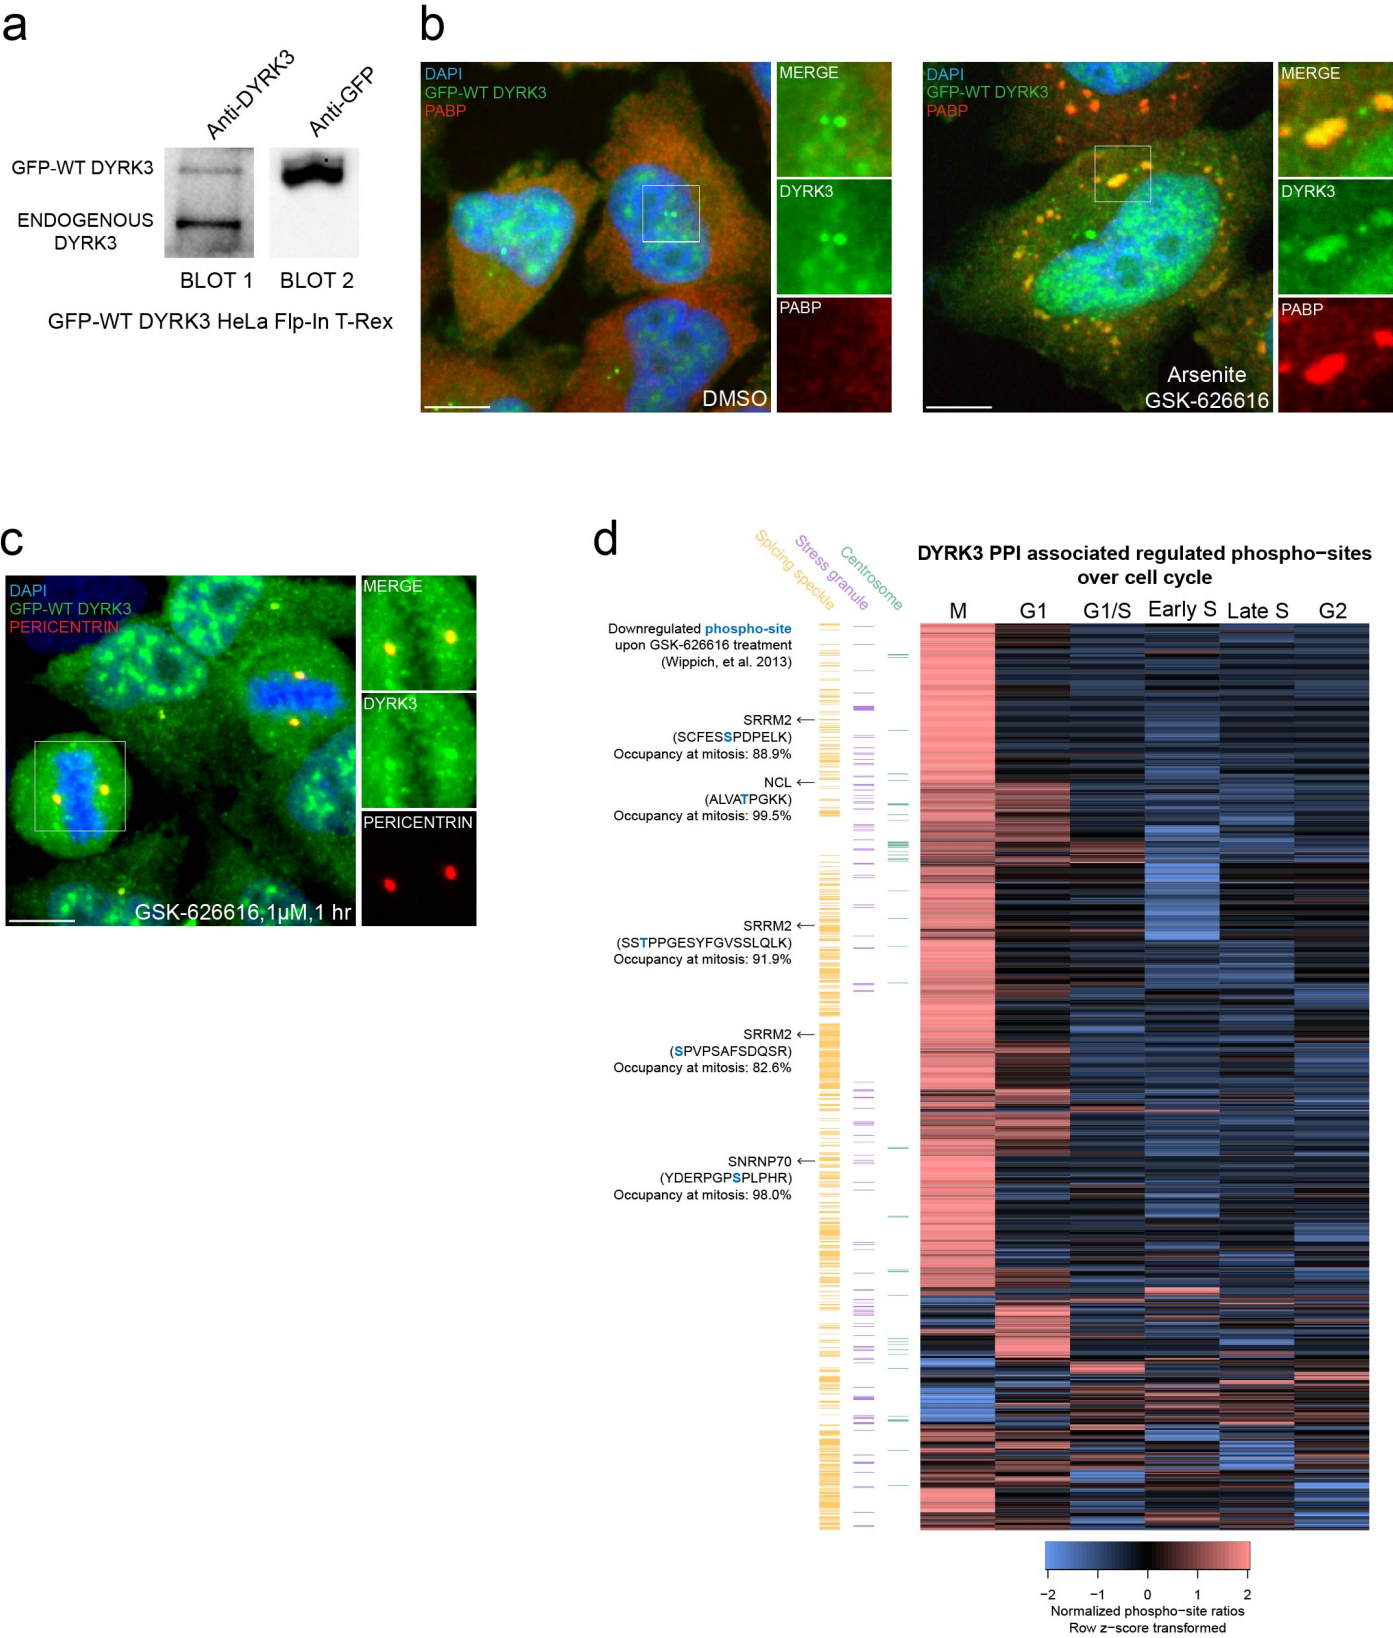 a
Anti-DYRK3
Anti-GFP
GFP-WT DYRK3
ENDOGENOUS
DYRK3
BLOT 1
BLOT 2
GFP-WT DYRK3 HeLa Flp-In T-Rex
b
DAPI
GFP-WT DYRK3
PABP
DMSO
MERGE
DYRK3
PABP
DAPI
GFP-WT DYRK3
PABP
Arsenite
GSK-626616
MERGE
DYRK3
PABP
c
DAPI
GFP-WT DYRK3
PERICENTRIN
GSK-626616,1µM,1 hr
MERGE
DYRK3
PERICENTRIN
d
Splcing speckle
Stress granule
Centrosome
DYRK3 PPI associated regulated phospho−sites
over cell cycle
M G1 G1/S Early S Late S G2
Downregulated phospho-site
upon GSK-626616 treatment
(Wippich, et al. 2013)
SRRM2
(SCFESSPDPELK)
Occupancy at mitosis: 88.9%
NCL
(ALVATPGKK)
Occupancy at mitosis: 99.5%
SRRM2
(SSTPPGESYFGVSSLQLK)
Occupancy at mitosis: 91.9%
SRRM2
(SPVPSAFSDQSR)
Occupancy at mitosis: 82.6%
SNRNP70
(YDERPGPSPLPHR)
Occupancy at mitosis: 98.0%
−2 −1 0 1 2
Normalized phospho−site ratios
Row z−score transformed